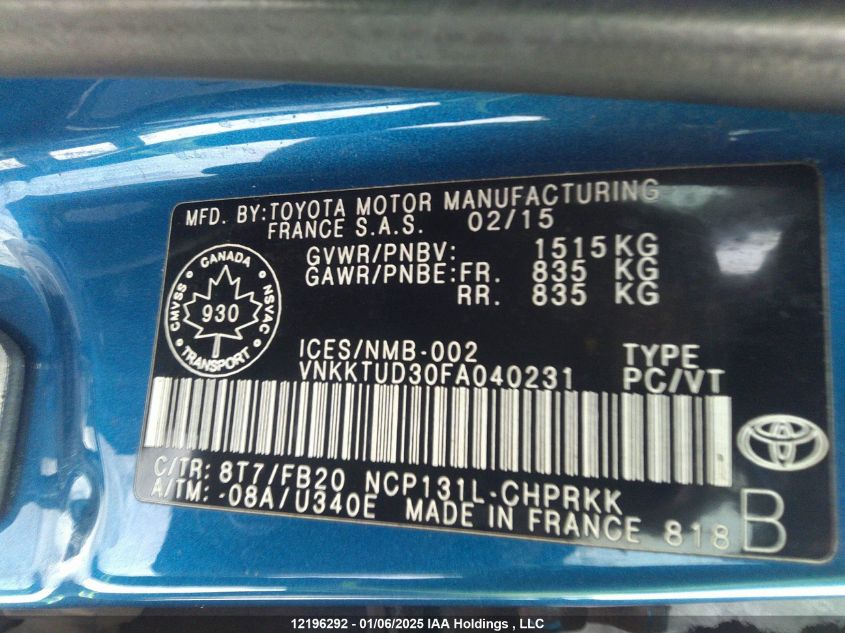 MFD. BY: TOYOTA MOTOR MANUFACTURING
FRANCE S.A.S. 02/15
GVWR/PNBV: 1515 KG
GAWR/PNBE: FR. 835 KG
RR. 835 KG
CANADA
CMVSS 930 NSVAC
TRANSPORT
ICES/NMB-002 TYPE
VNKKTUD30FA040231 PC/VT
C/TR: 8T7/FB20 NCP131L-CHPRKK
A/TM: -08A/U340E MADE IN FRANCE 818 B
12196292 - 01/06/2025 IAA Holdings , LLC